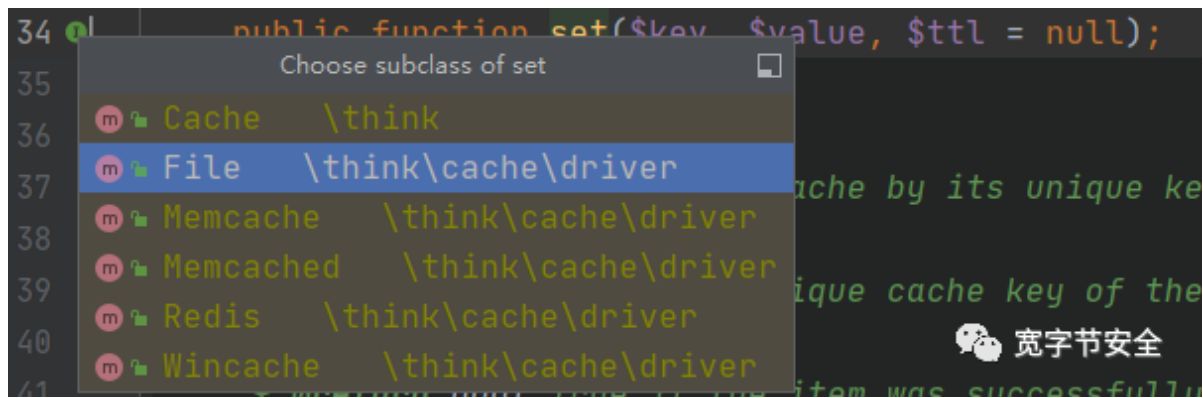 34 public function set($key, $value, $ttl = null);
Choose subclass of set
35
Cache \think
36
File \think\cache\driver
37 ache by its unique ke
Memcache \think\cache\driver
38
Memcached \think\cache\driver
39 ique cache key of the
Redis \think\cache\driver
40
宽字节安全
Wincache \think\cache\driver
41 item was successfully